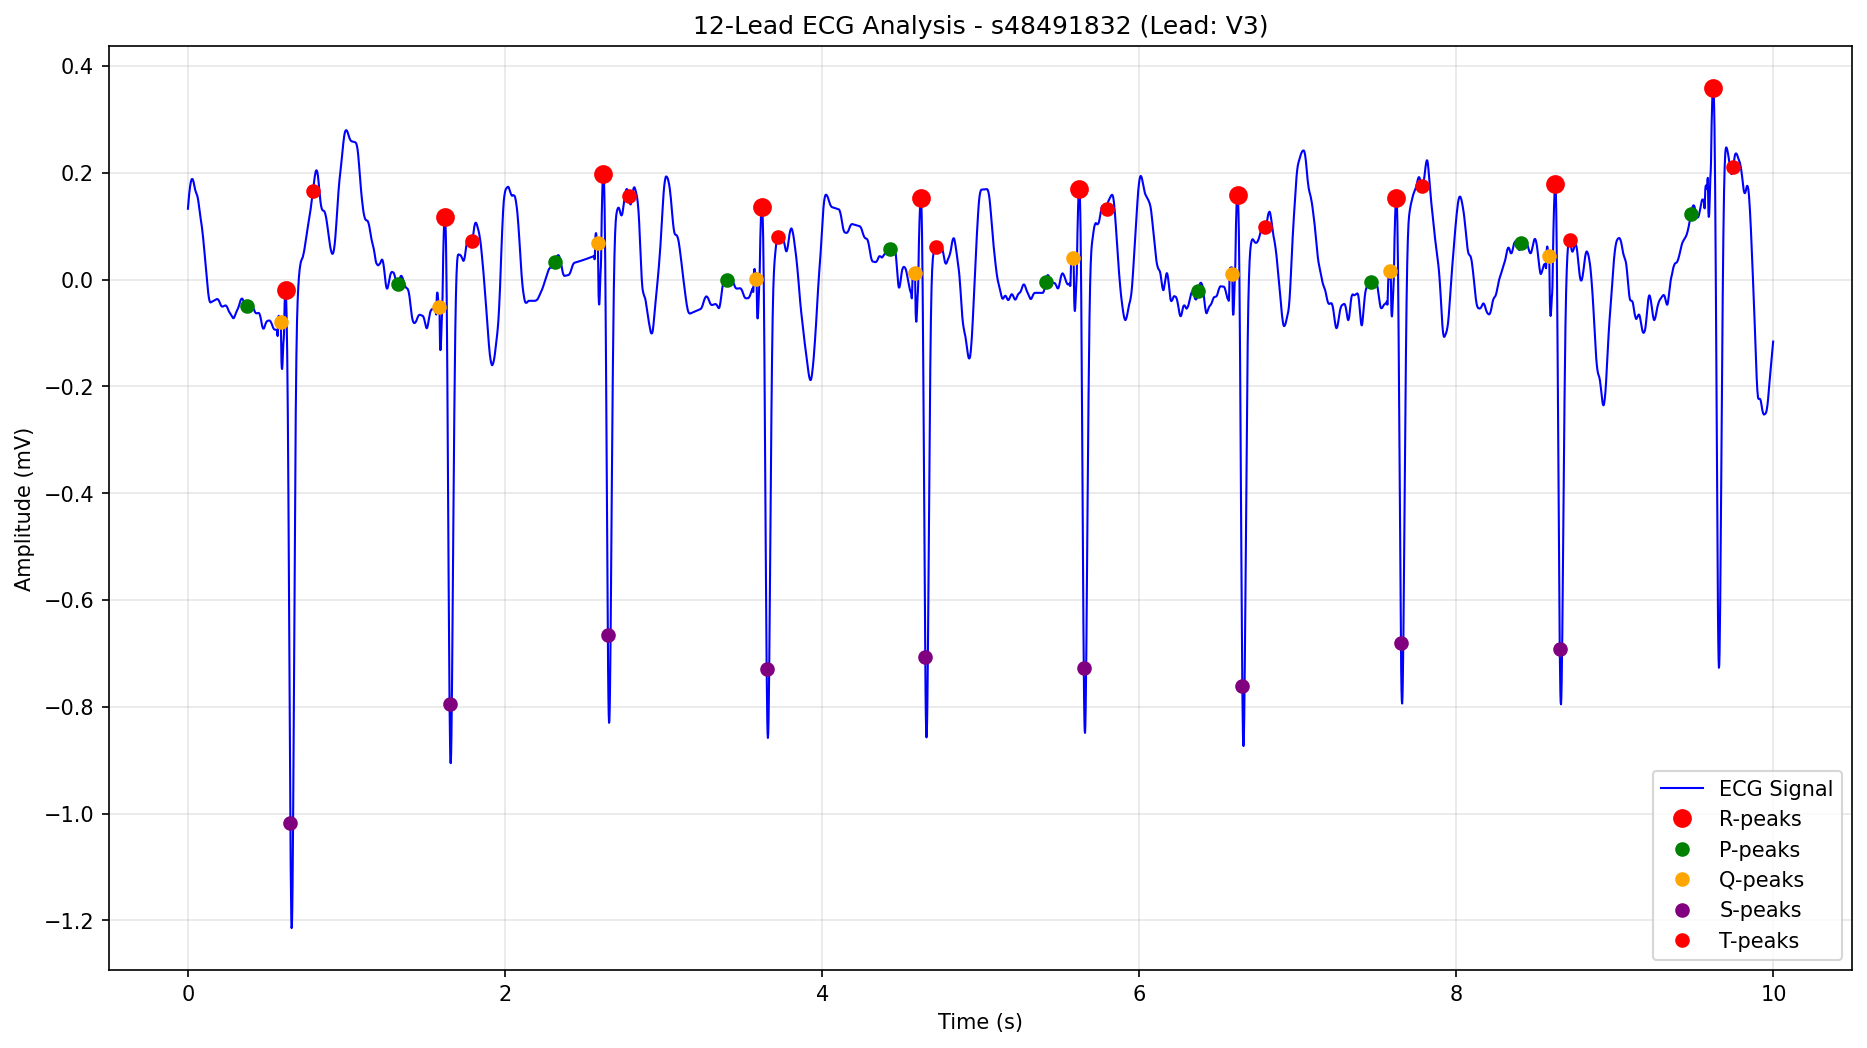 12-Lead ECG Analysis - s48491832 (Lead: V3)
Amplitude (mV)
0.4
0.2
0.0
−0.2
−0.4
−0.6
−0.8
−1.0
−1.2
ECG Signal
R-peaks
P-peaks
Q-peaks
S-peaks
T-peaks
0 2 4 6 8 10
Time (s)